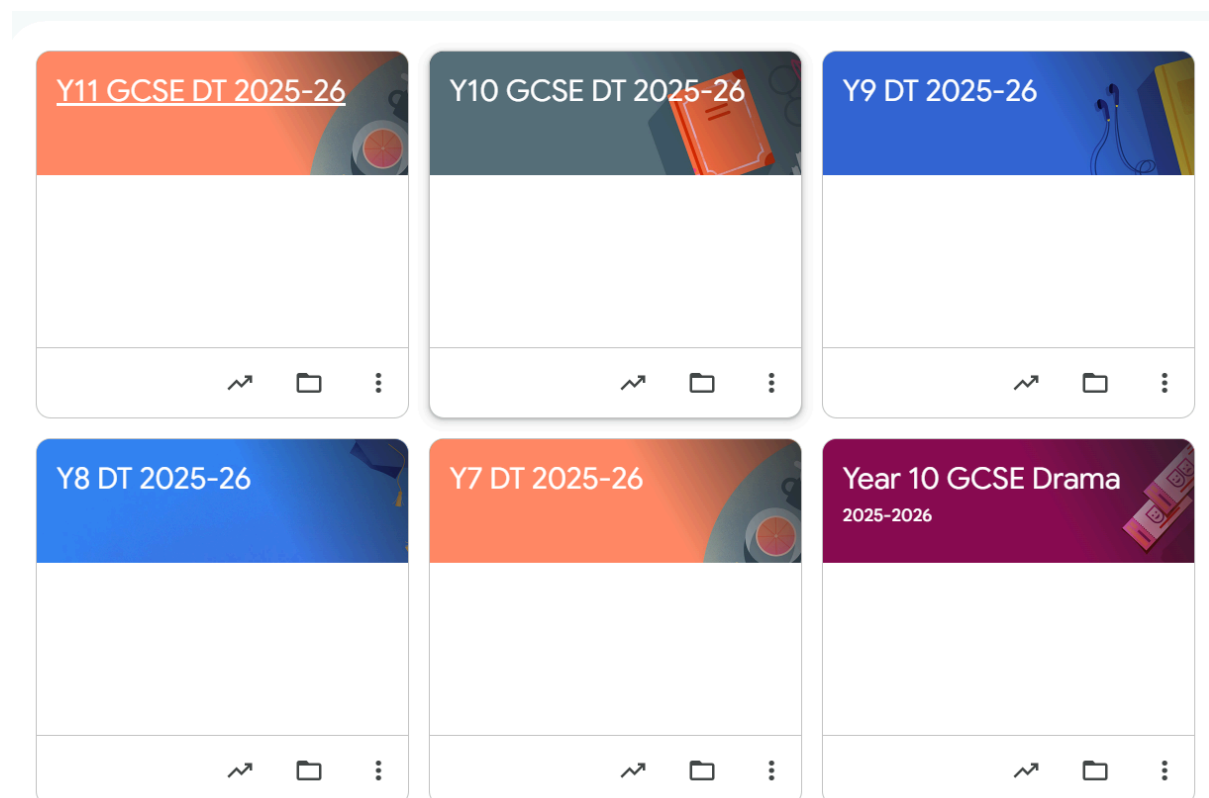 Y11 GCSE DT 2025-26
Y10 GCSE DT 2025-26
Y9 DT 2025-26
Y8 DT 2025-26
Y7 DT 2025-26
Year 10 GCSE Drama
2025-2026